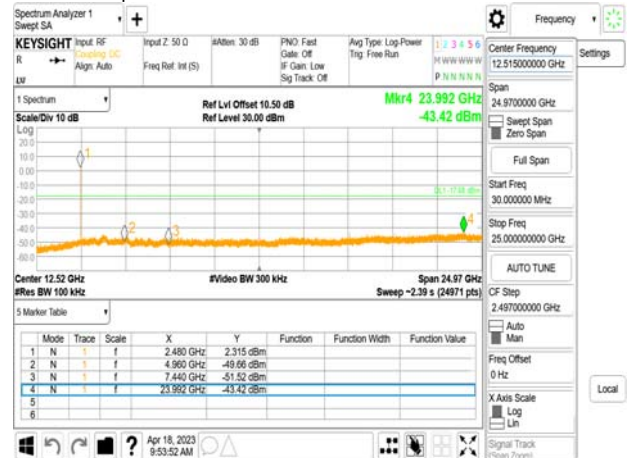 Spectrum Analyzer 1
Swept SA
KEYSIGHT
R
Input: RF
Coupling: DC
Align: Auto
Input Z: 50 Ω
Freq Ref: Int (S)
#Atten: 30 dB
PNO: Fast
Gate: Off
IF Gain: Low
Sig Track: Off
Avg Type: Log-Power
Trig: Free Run
1 2 3 4 5 6
M W W W W W
P N N N N N
LV
1 Spectrum
Scale/Div 10 dB
Ref Lvl Offset 10.50 dB
Ref Level 30.00 dBm
Mkr4 23.992 GHz
-43.42 dBm
Log
20.0
10.0
0.00
-10.0
-20.0
-30.0
-40.0
-50.0
-60.0
1
2
3
4
Center 12.52 GHz
#Res BW 100 kHz
#Video BW 300 kHz
Span 24.97 GHz
Sweep ~2.39 s (24971 pts)
5 Marker Table
Mode Trace Scale X Y Function Function Width Function Value
1 N 1 f 2.480 GHz 2.315 dBm
2 N 1 f 4.960 GHz -49.66 dBm
3 N 1 f 7.440 GHz -51.52 dBm
4 N 1 f 23.992 GHz -43.42 dBm
5
6
Apr 18, 2023
9:53:52 AM
Frequency
Settings
Center Frequency
12.515000000 GHz
Span
24.9700000 GHz
Swept Span
Zero Span
Full Span
Start Freq
30.000000 MHz
Stop Freq
25.000000000 GHz
AUTO TUNE
CF Step
2.497000000 GHz
Auto
Man
Freq Offset
0 Hz
X Axis Scale
Log
Lin
Local
Signal Track
(Span Zoom)